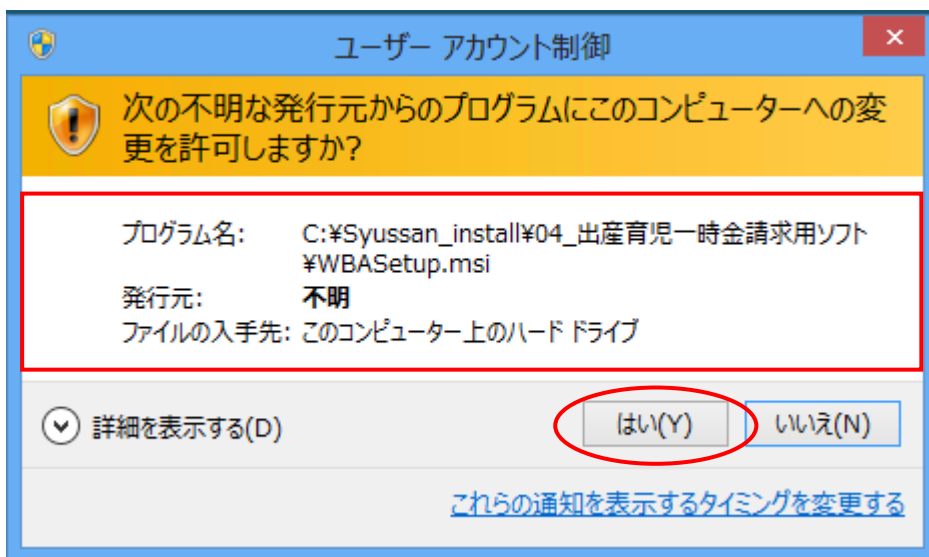 ユーザー アカウント制御
次の不明な発行元からのプログラムにこのコンピューターへの変
更を許可しますか?
プログラム名: C:¥Syussan_install¥04_出産育児一時金請求用ソフト
¥WBASetup.msi
発行元: 不明
ファイルの入手先: このコンピューター上のハード ドライブ
詳細を表示する(D) はい(Y) いいえ(N)
これらの通知を表示するタイミングを変更する